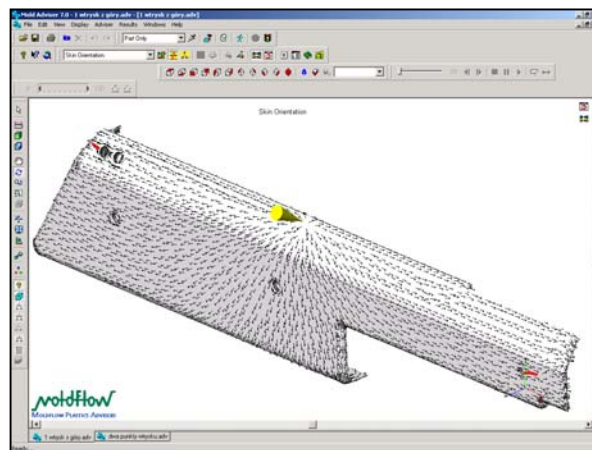 Mold Adviser 7.0 - 1 wtrysk z góry.adv - [1 wtrysk z góry.adv]
File Edit View Display Adviser Results Windows Help
Part Only
Skin Orientation
Skin Orientation
moldflow
MOLDFLOW PLASTICS ADVISERS
1 wtrysk z góry.adv dwa punkty wtrysku.adv
Ready...